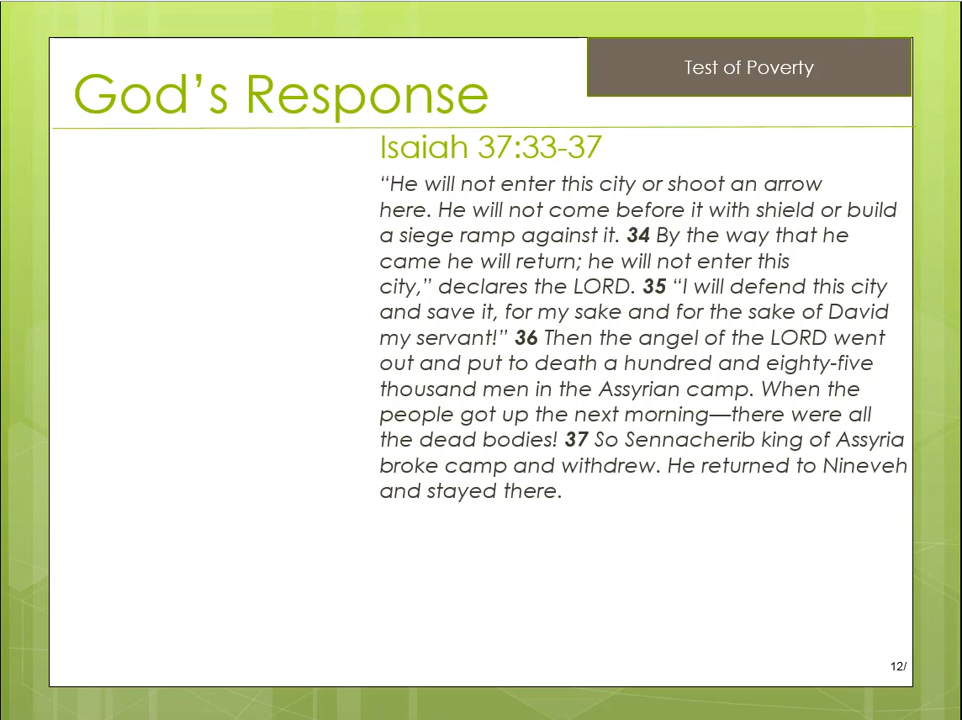 Test of Poverty
God’s Response
Isaiah 37:33-37
“He will not enter this city or shoot an arrow
here. He will not come before it with shield or build
a siege ramp against it. 34 By the way that he
came he will return; he will not enter this
city,” declares the LORD. 35 “I will defend this city
and save it, for my sake and for the sake of David
my servant!” 36 Then the angel of the LORD went
out and put to death a hundred and eighty-five
thousand men in the Assyrian camp. When the
people got up the next morning—there were all
the dead bodies! 37 So Sennacherib king of Assyria
broke camp and withdrew. He returned to Nineveh
and stayed there.
12/